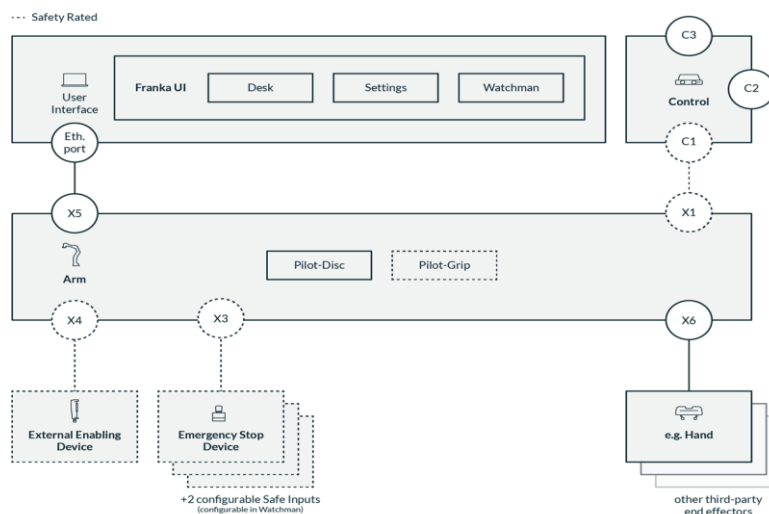 --- Safety Rated
C3
User
Interface
Franka UI
Desk
Settings
Watchman
Control
C2
Eth.
port
C1
X5
X1
Arm
Pilot-Disc
Pilot-Grip
X4
X3
X6
External Enabling
Device
Emergency Stop
Device
e.g. Hand
+2 configurable Safe Inputs
(configurable in Watchman)
other third-party
end effectors